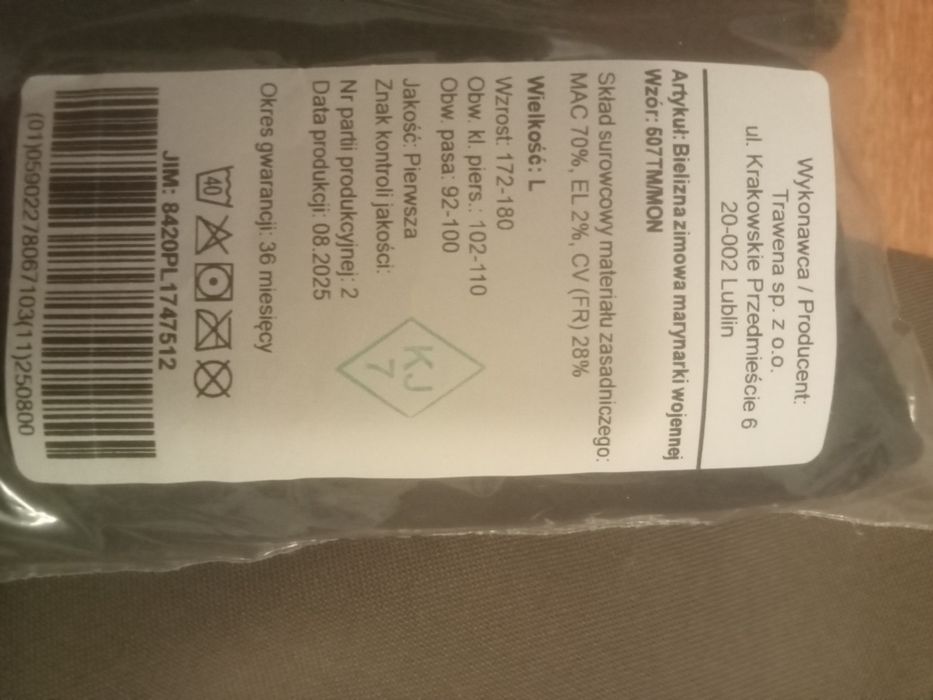 Wykonawca / Producent:
Trawena sp. z o.o.
ul. Krakowskie Przedmieście 6
20-002 Lublin
Artykuł: Bielizna zimowa marynarki wojennej
Wzór: 507TM/MON
Skład surowcowy materiału zasadniczego:
MAC 70%, EL 2%, CV (FR) 28%
Wielkość: L
Wzrost: 172-180
Obw. kl. piers.: 102-110
Obw. pasa: 92-100
Jakość: Pierwsza
Znak kontroli jakości:
KJ
7
Nr partii produkcyjnej: 2
Data produkcji: 08.2025
Okres gwarancji: 36 miesięcy
40
JIM: 8420PL1747512
(01)05902278067103(11)250800